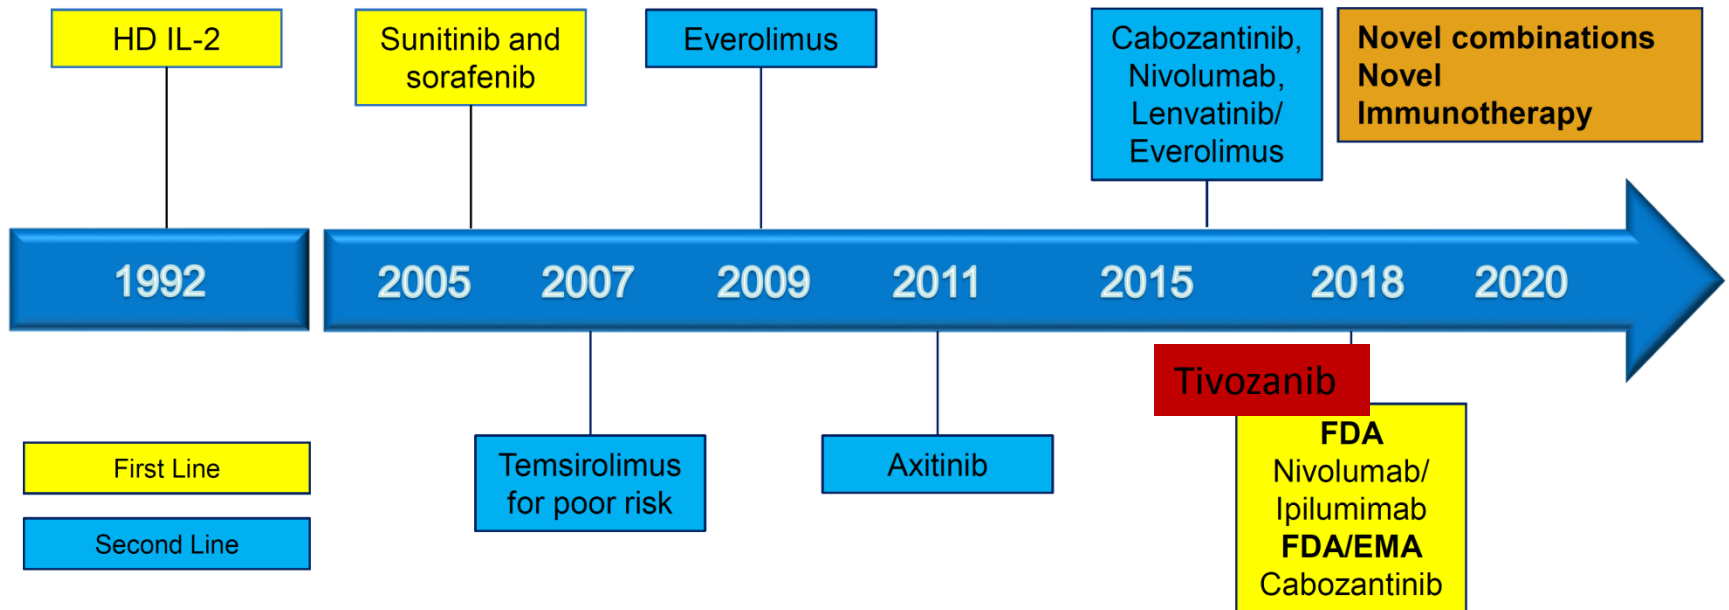 HD IL-2
Sunitinib and
sorafenib
Everolimus
Cabozantinib,
Nivolumab,
Lenvatinib/
Everolimus
Novel combinations
Novel
Immunotherapy
1992
2005
2007
2009
2011
2015
2018
2020
Tivozanib
First Line
Second Line
Temsirolimus
for poor risk
Axitinib
FDA
Nivolumab/
Ipilumimab
FDA/EMA
Cabozantinib